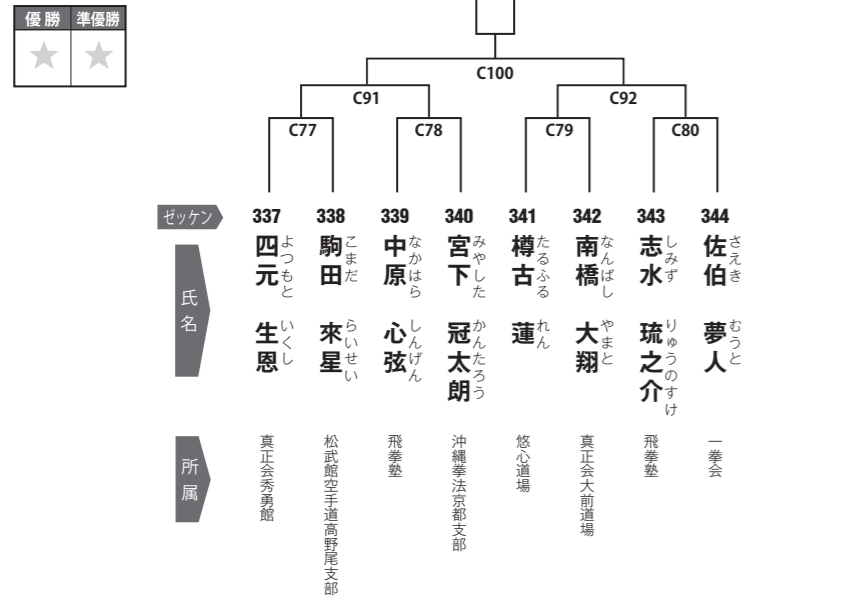 優勝 準優勝
C100
C91 C92
C77 C78 C79 C80
ゼッケン 337 338 339 340 341 342 343 344
氏名
四元 生恩 よつもと いくし
駒田 來星 こまだ らいせい
中原 心弦 なかはら しんげん
宮下 冠太朗 みやした かんたろう
樽古 蓮 たるふる れん
南橋 大翔 なんばし やまと
志水 琉之介 しみず りゅうのすけ
佐伯 夢人 さえき むうと
所属
真正会秀勇館
松武館空手道高野尾支部
飛拳塾
沖縄拳法京都支部
悠心道場
真正会大前道場
飛拳塾
一拳会